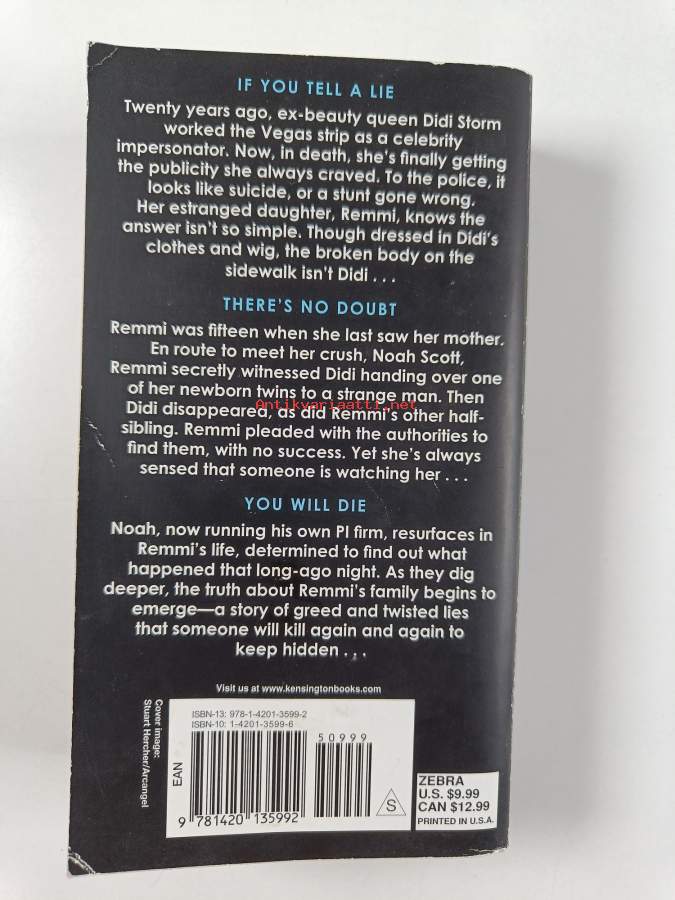 IF YOU TELL A LIE
Twenty years ago, ex-beauty queen Didi Storm
worked the Vegas strip as a celebrity
impersonator. Now, in death, she's finally getting
the publicity she always craved. To the police, it
looks like suicide, or a stunt gone wrong.
Her estranged daughter, Remmi, knows the
answer isn't so simple. Though dressed in Didi's
clothes and wig, the broken body on the
sidewalk isn't Didi . . .
THERE'S NO DOUBT
Remmi was fifteen when she last saw her mother.
En route to meet her crush, Noah Scott,
Remmi secretly witnessed Didi handing over one
of her newborn twins to a strange man. Then
Antikvariaatti.net
Didi disappeared, as did Remmi's other half-
sibling. Remmi pleaded with the authorities to
find them, with no success. Yet she's always
sensed that someone is watching her . . .
YOU WILL DIE
Noah, now running his own PI firm, resurfaces in
Remmi's life, determined to find out what
happened that long-ago night. As they dig
deeper, the truth about Remmi's family begins to
emerge—a story of greed and twisted lies
that someone will kill again and again to
keep hidden . . .
Visit us at www.kensingtonbooks.com
Cover image:
Stuart Hercher/Arcangel
ISBN-13: 978-1-4201-3599-2
ISBN-10: 1-4201-3599-6
50999
EAN
9 781420 135992
S
ZEBRA
U.S. $9.99
CAN $12.99
PRINTED IN U.S.A.